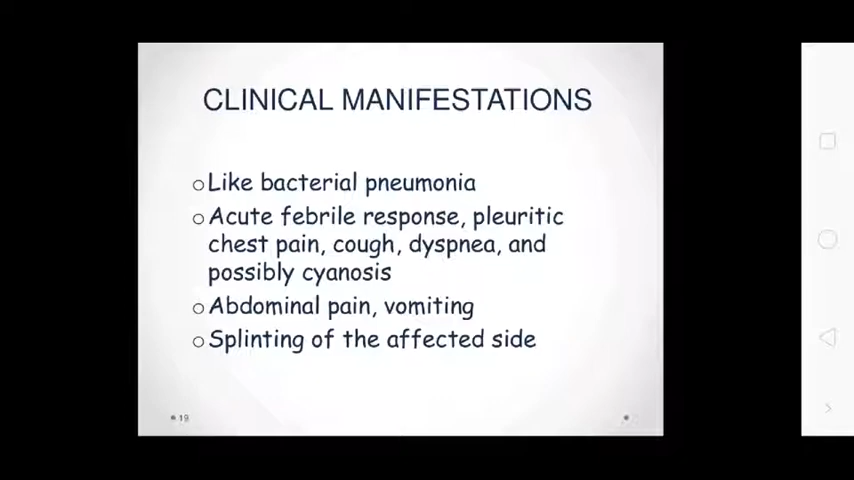 CLINICAL MANIFESTATIONS
Like bacterial pneumonia
Acute febrile response, pleuritic
chest pain, cough, dyspnea, and
possibly cyanosis
Abdominal pain, vomiting
Splinting of the affected side
19